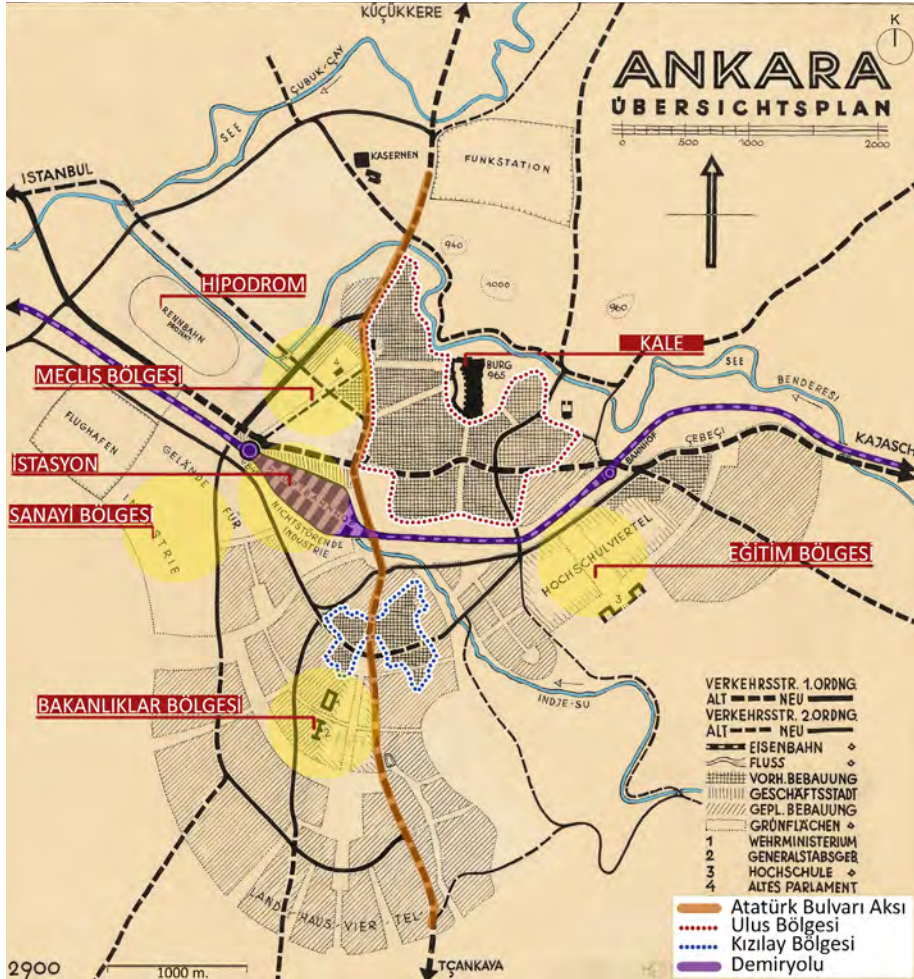 KÜÇÜKKERE
K
ANKARA
ÜBERSICHTSPLAN
0 500 1000 2000
ÇUBUK-ÇAY
SEE
KASERNEN
FUNKSTATION
ISTANBUL
940
1000
960
HİPODROM
RENNBAHN
PROJEKT
KALE
BURG
965
SEE
BENDERESI
MECLİS BÖLGESİ
4
FLUGHAFEN
GELÄNDE
FÜR
INDUSTRIE
ÇEBEÇI
KAJASCH
BAHNHOF
İSTASYON
SANAYİ BÖLGESİ
NICHTSTÖRENDE
INDUSTRIE
HOCHSCHULVIERTEL
EĞİTİM BÖLGESİ
3
BAKANLIKLAR BÖLGESİ
1
2
INDJE-SU
LANDHAUS-VIERTEL
TÇANKAYA
VERKEHRSSTR. 1.ORDNG.
ALT NEU
VERKEHRSSTR. 2.ORDNG.
ALT NEU
EISENBAHN
FLUSS
VORH. BEBAUUNG
GESCHÄFTSSTADT
GEPL. BEBAUUNG
GRÜNFLÄCHEN
1 WEHRMINISTERIUM
2 GENERALSTABSGEB.
3 HOCHSCHULE
4 ALTES PARLAMENT
Atatürk Bulvarı Aksı
Ulus Bölgesi
Kızılay Bölgesi
Demiryolu
2900
1000 m.